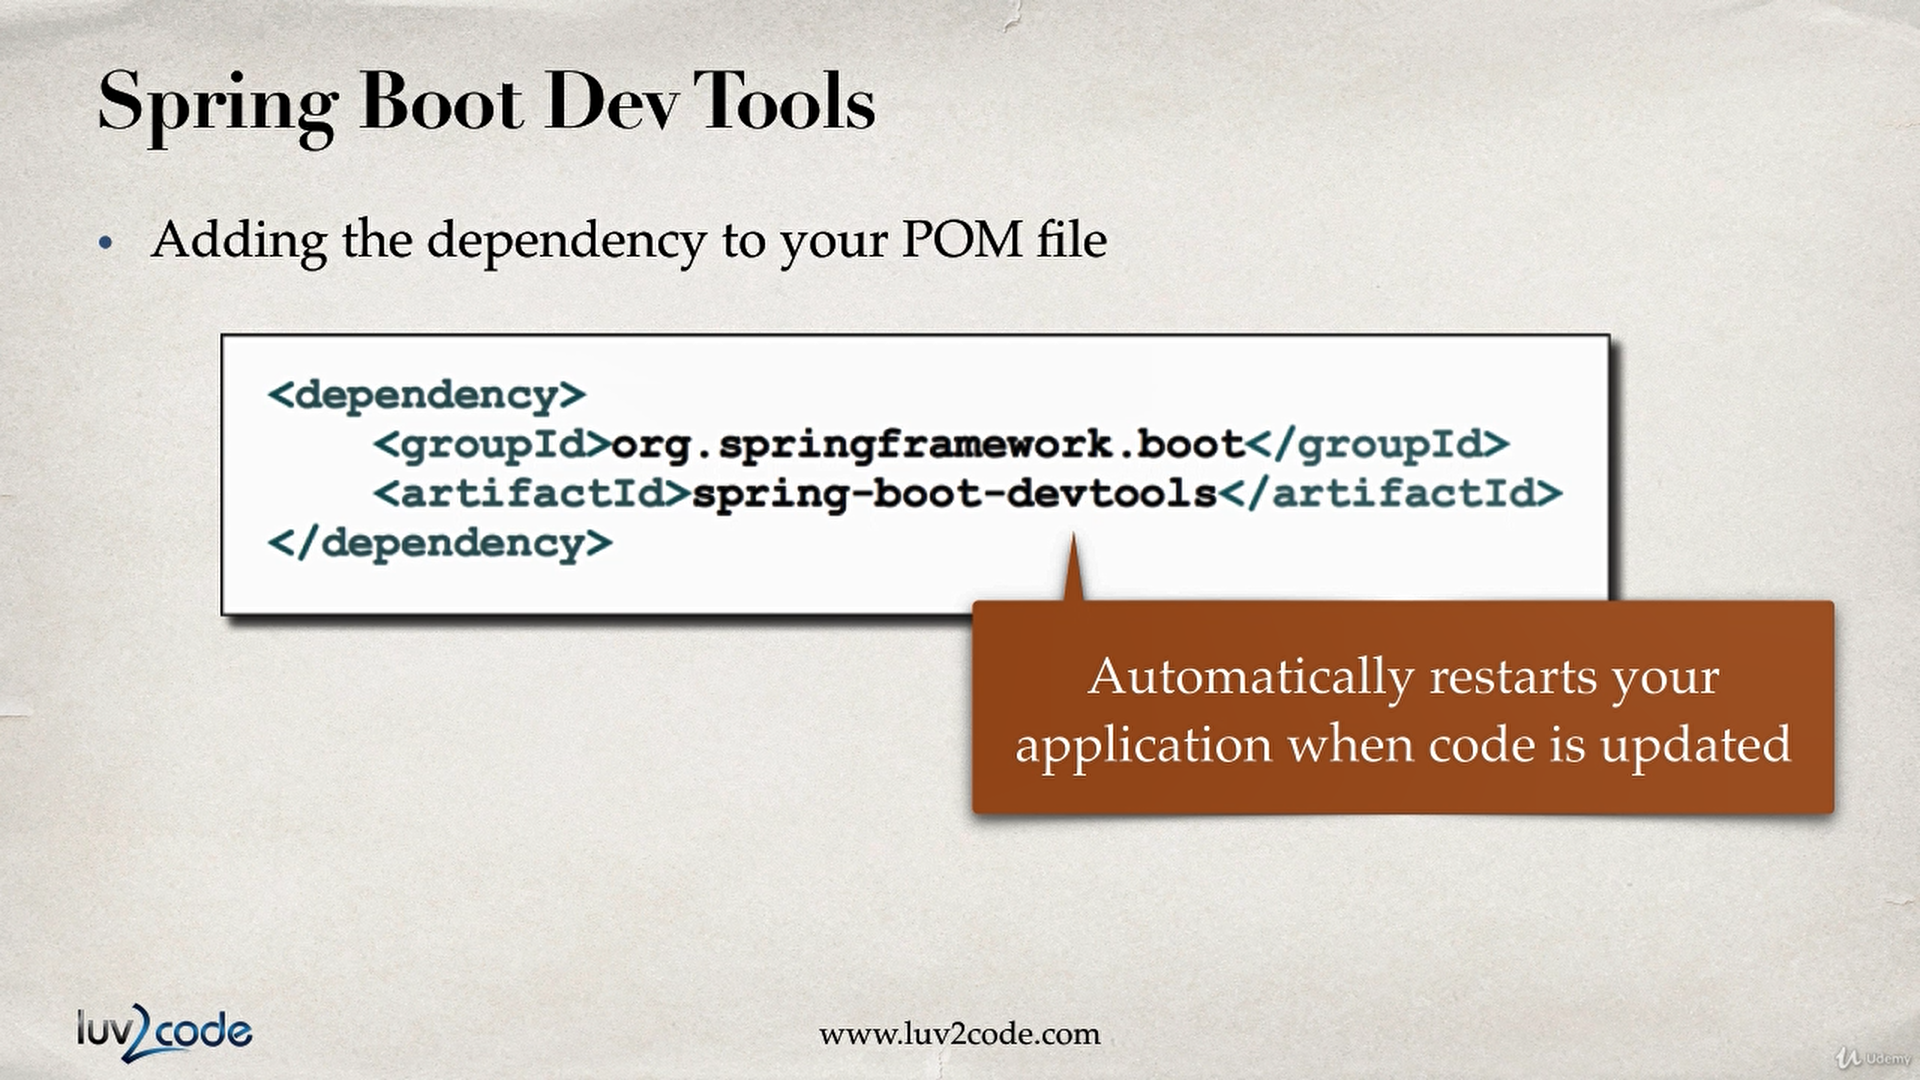 Spring Boot Dev Tools
• Adding the dependency to your POM file
<dependency>
    <groupId>org.springframework.boot</groupId>
    <artifactId>spring-boot-devtools</artifactId>
</dependency>
Automatically restarts your
application when code is updated
luv2code
www.luv2code.com
Udemy